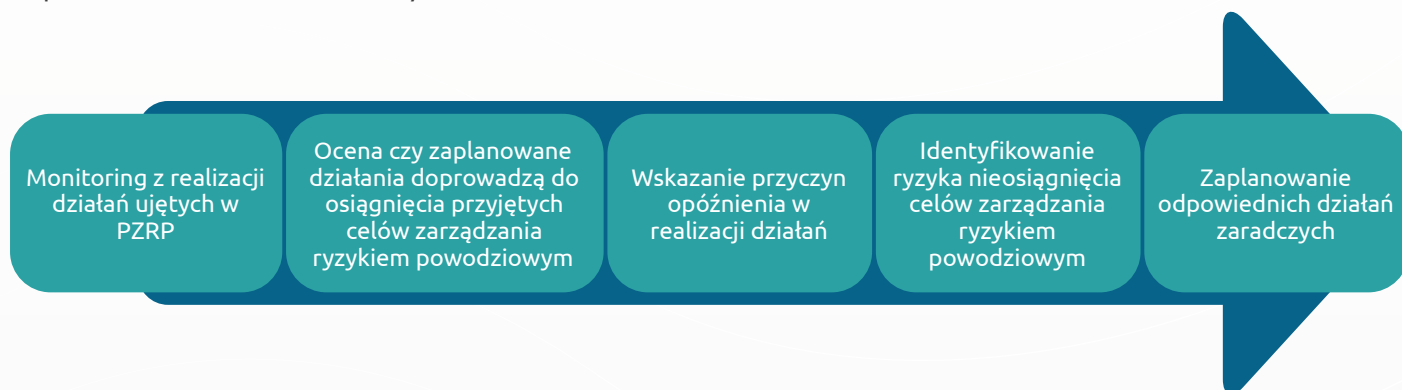 Monitoring z realizacji
działań ujętych w
PZRP
Ocena czy zaplanowane
działania doprowadzą do
osiągnięcia przyjętych
celów zarządzania
ryzykiem powodziowym
Wskazanie przyczyn
opóźnienia w
realizacji działań
Identyfikowanie
ryzyka nieosiągnięcia
celów zarządzania
ryzykiem
powodziowym
Zaplanowanie
odpowiednich działań
zaradczych